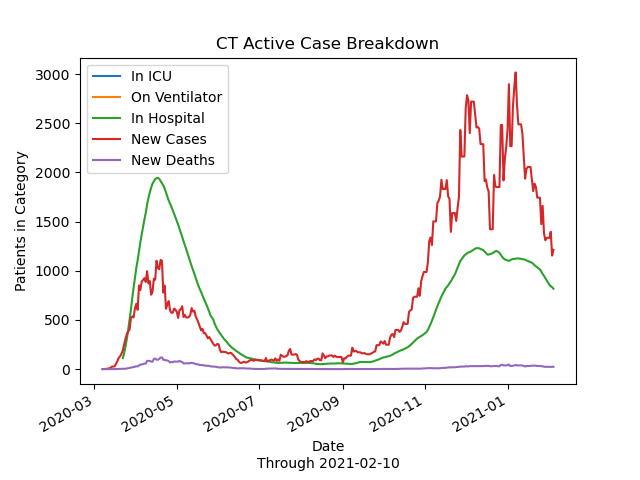 CT Active Case Breakdown
In ICU
On Ventilator
In Hospital
New Cases
New Deaths
Patients in Category
3000
2500
2000
1500
1000
500
0
2020-03
2020-05
2020-07
2020-09
2020-11
2021-01
Date
Through 2021-02-10